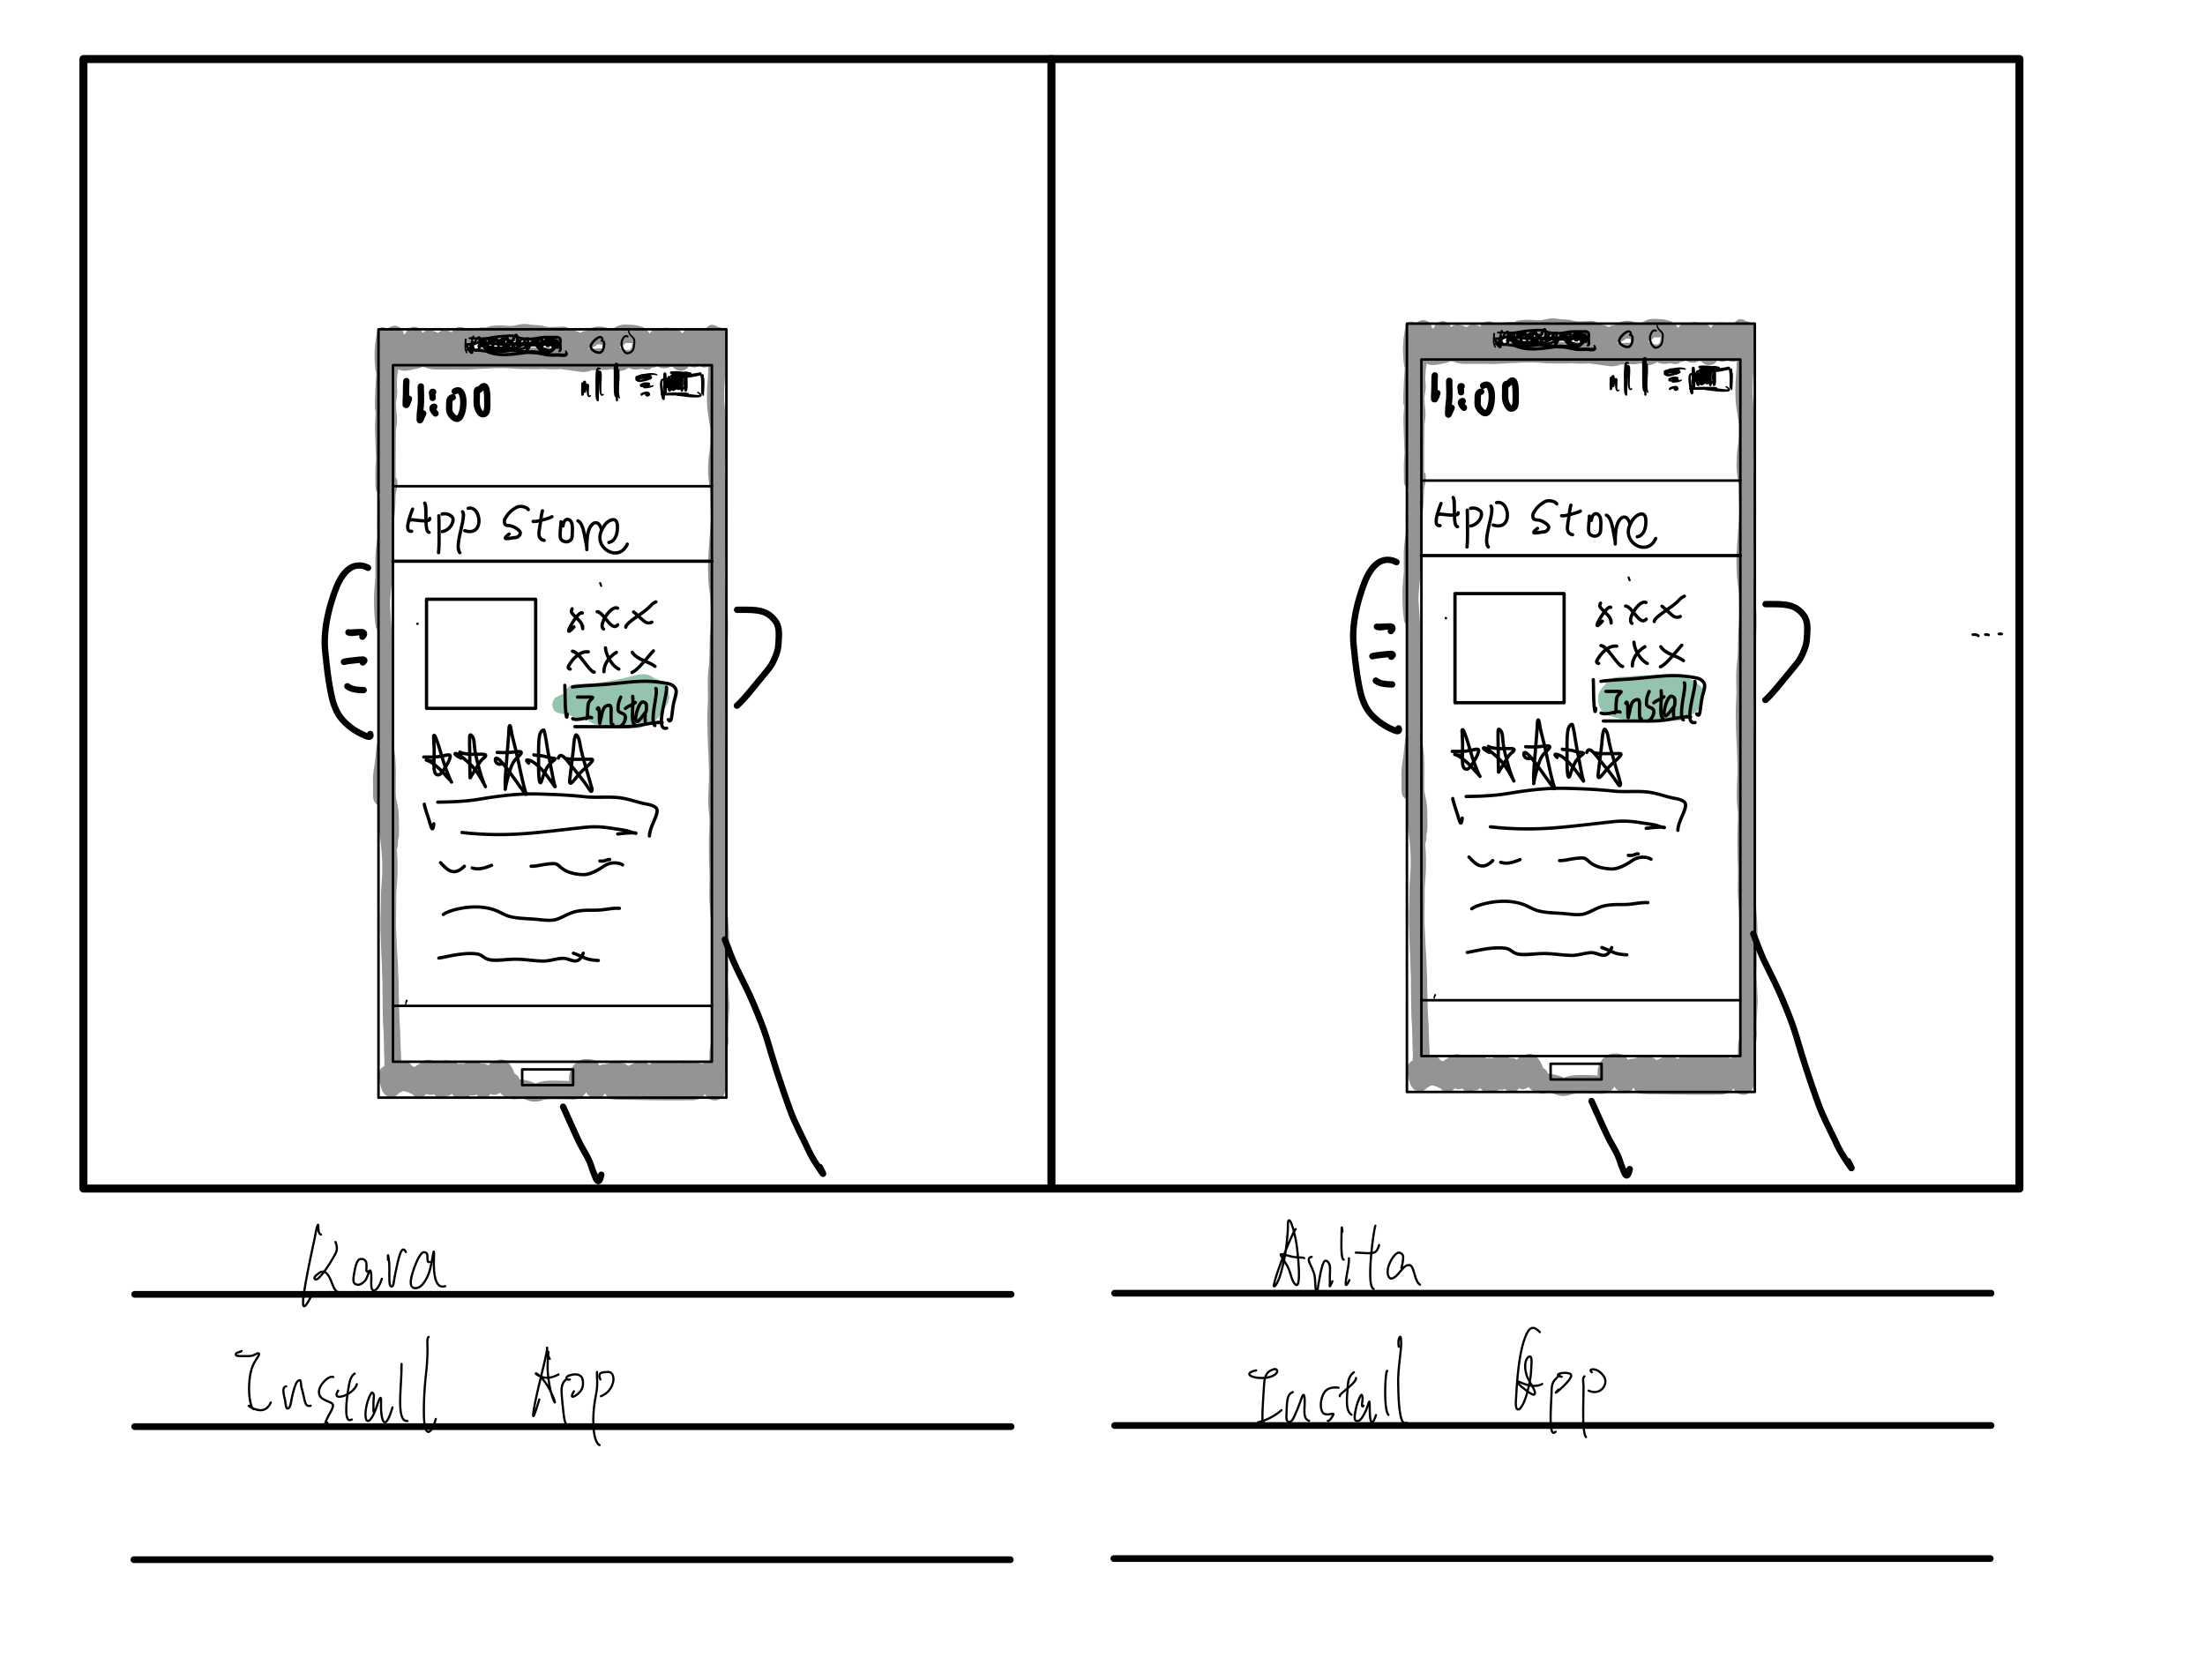 11:00
App Store
xxx
xxx
Install
11:00
App Store
xxx
xxx
Install
Kara
Install App
Anita
Install App